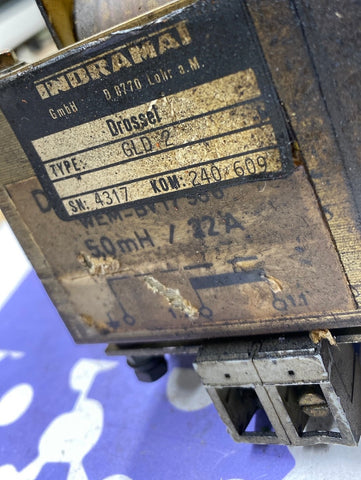 INDRAMAT
GmbH D.8770 Lohr a.M.
Drossel
TYPE: GLD 2
SN: 4317 KOM: 240/609
50mH / 12A